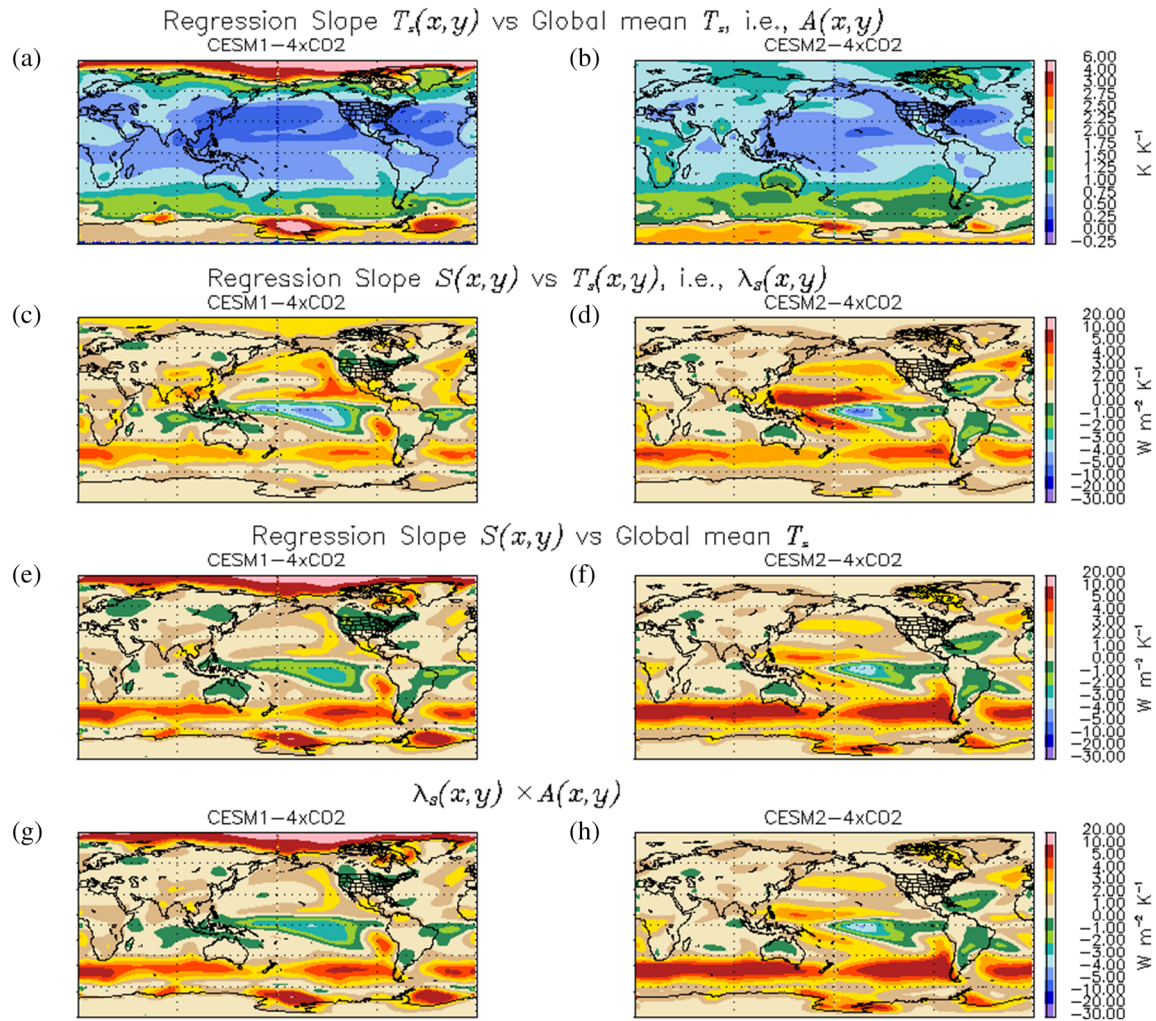 Regression Slope Tₛ(x,y) vs Global mean Tₛ, i.e., A(x,y)
(a)
CESM1−4xCO2
(b)
CESM2−4xCO2
6.00
4.00
3.00
2.75
2.50
2.25
2.00
1.75
1.50
1.25
1.00
0.75
0.50
0.25
0.00
−0.25
K K⁻¹
Regression Slope S(x,y) vs Tₛ(x,y), i.e., λₛ(x,y)
(c)
CESM1−4xCO2
(d)
CESM2−4xCO2
20.00
10.00
5.00
4.00
3.00
2.00
1.00
0.00
−1.00
−2.00
−3.00
−4.00
−5.00
−10.00
−20.00
−30.00
W m⁻² K⁻¹
Regression Slope S(x,y) vs Global mean Tₛ
(e)
CESM1−4xCO2
(f)
CESM2−4xCO2
20.00
10.00
5.00
4.00
3.00
2.00
1.00
0.00
−1.00
−2.00
−3.00
−4.00
−5.00
−10.00
−20.00
−30.00
W m⁻² K⁻¹
λₛ(x,y) ×A(x,y)
(g)
CESM1−4xCO2
(h)
CESM2−4xCO2
20.00
10.00
5.00
4.00
3.00
2.00
1.00
0.00
−1.00
−2.00
−3.00
−4.00
−5.00
−10.00
−20.00
−30.00
W m⁻² K⁻¹